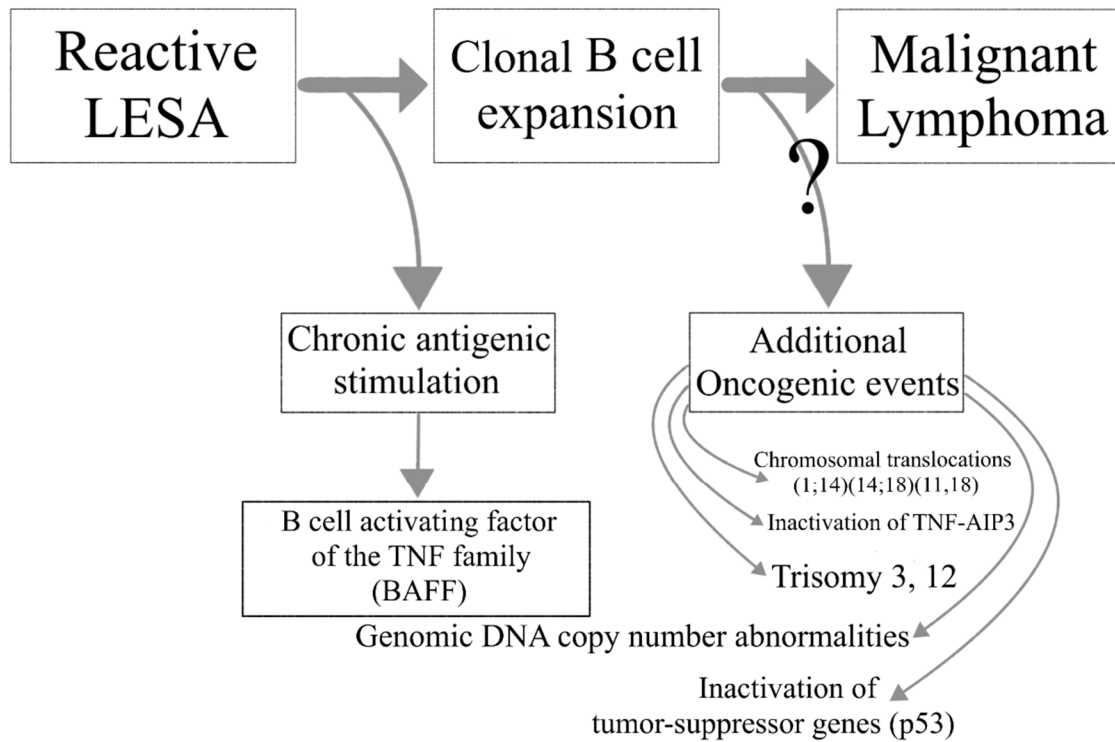 Reactive
LESA
Clonal B cell
expansion
Malignant
Lymphoma
?
Chronic antigenic
stimulation
Additional
Oncogenic events
B cell activating factor
of the TNF family
(BAFF)
Chromosomal translocations
(1;14)(14;18)(11,18)
Inactivation of TNF-AIP3
Trisomy 3, 12
Genomic DNA copy number abnormalities
Inactivation of
tumor-suppressor genes (p53)